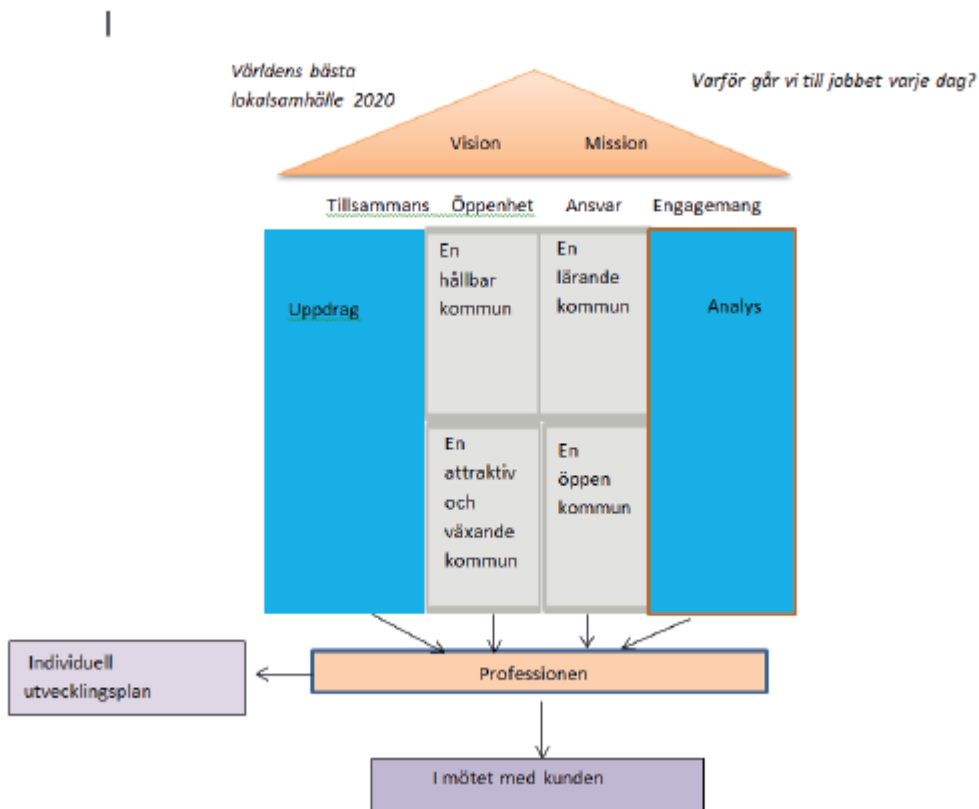 Världens bästa
lokalsamhälle 2020
Varför går vi till jobbet varje dag?
Vision Mission
Tillsammans Öppenhet Ansvar Engagemang
Uppdrag
En
hållbar
kommun
En
lärande
kommun
Analys
En
attraktiv
och
växande
kommun
En
öppen
kommun
Individuell
utvecklingsplan
Professionen
I mötet med kunden